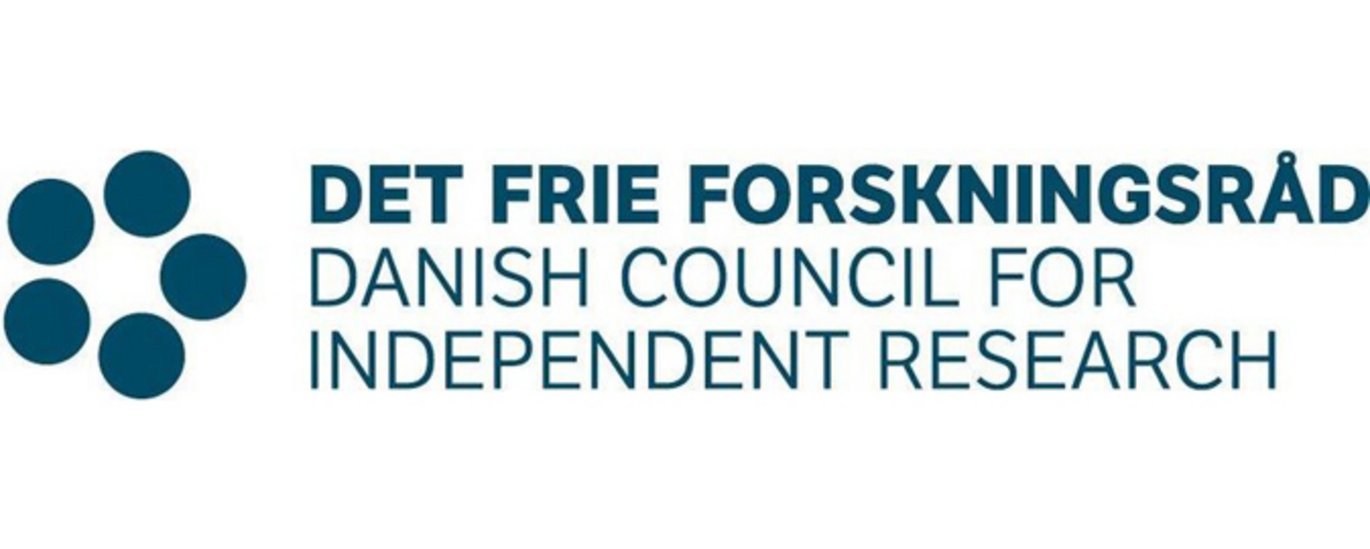 DET FRIE FORSKNINGSRÅD
DANISH COUNCIL FOR
INDEPENDENT RESEARCH